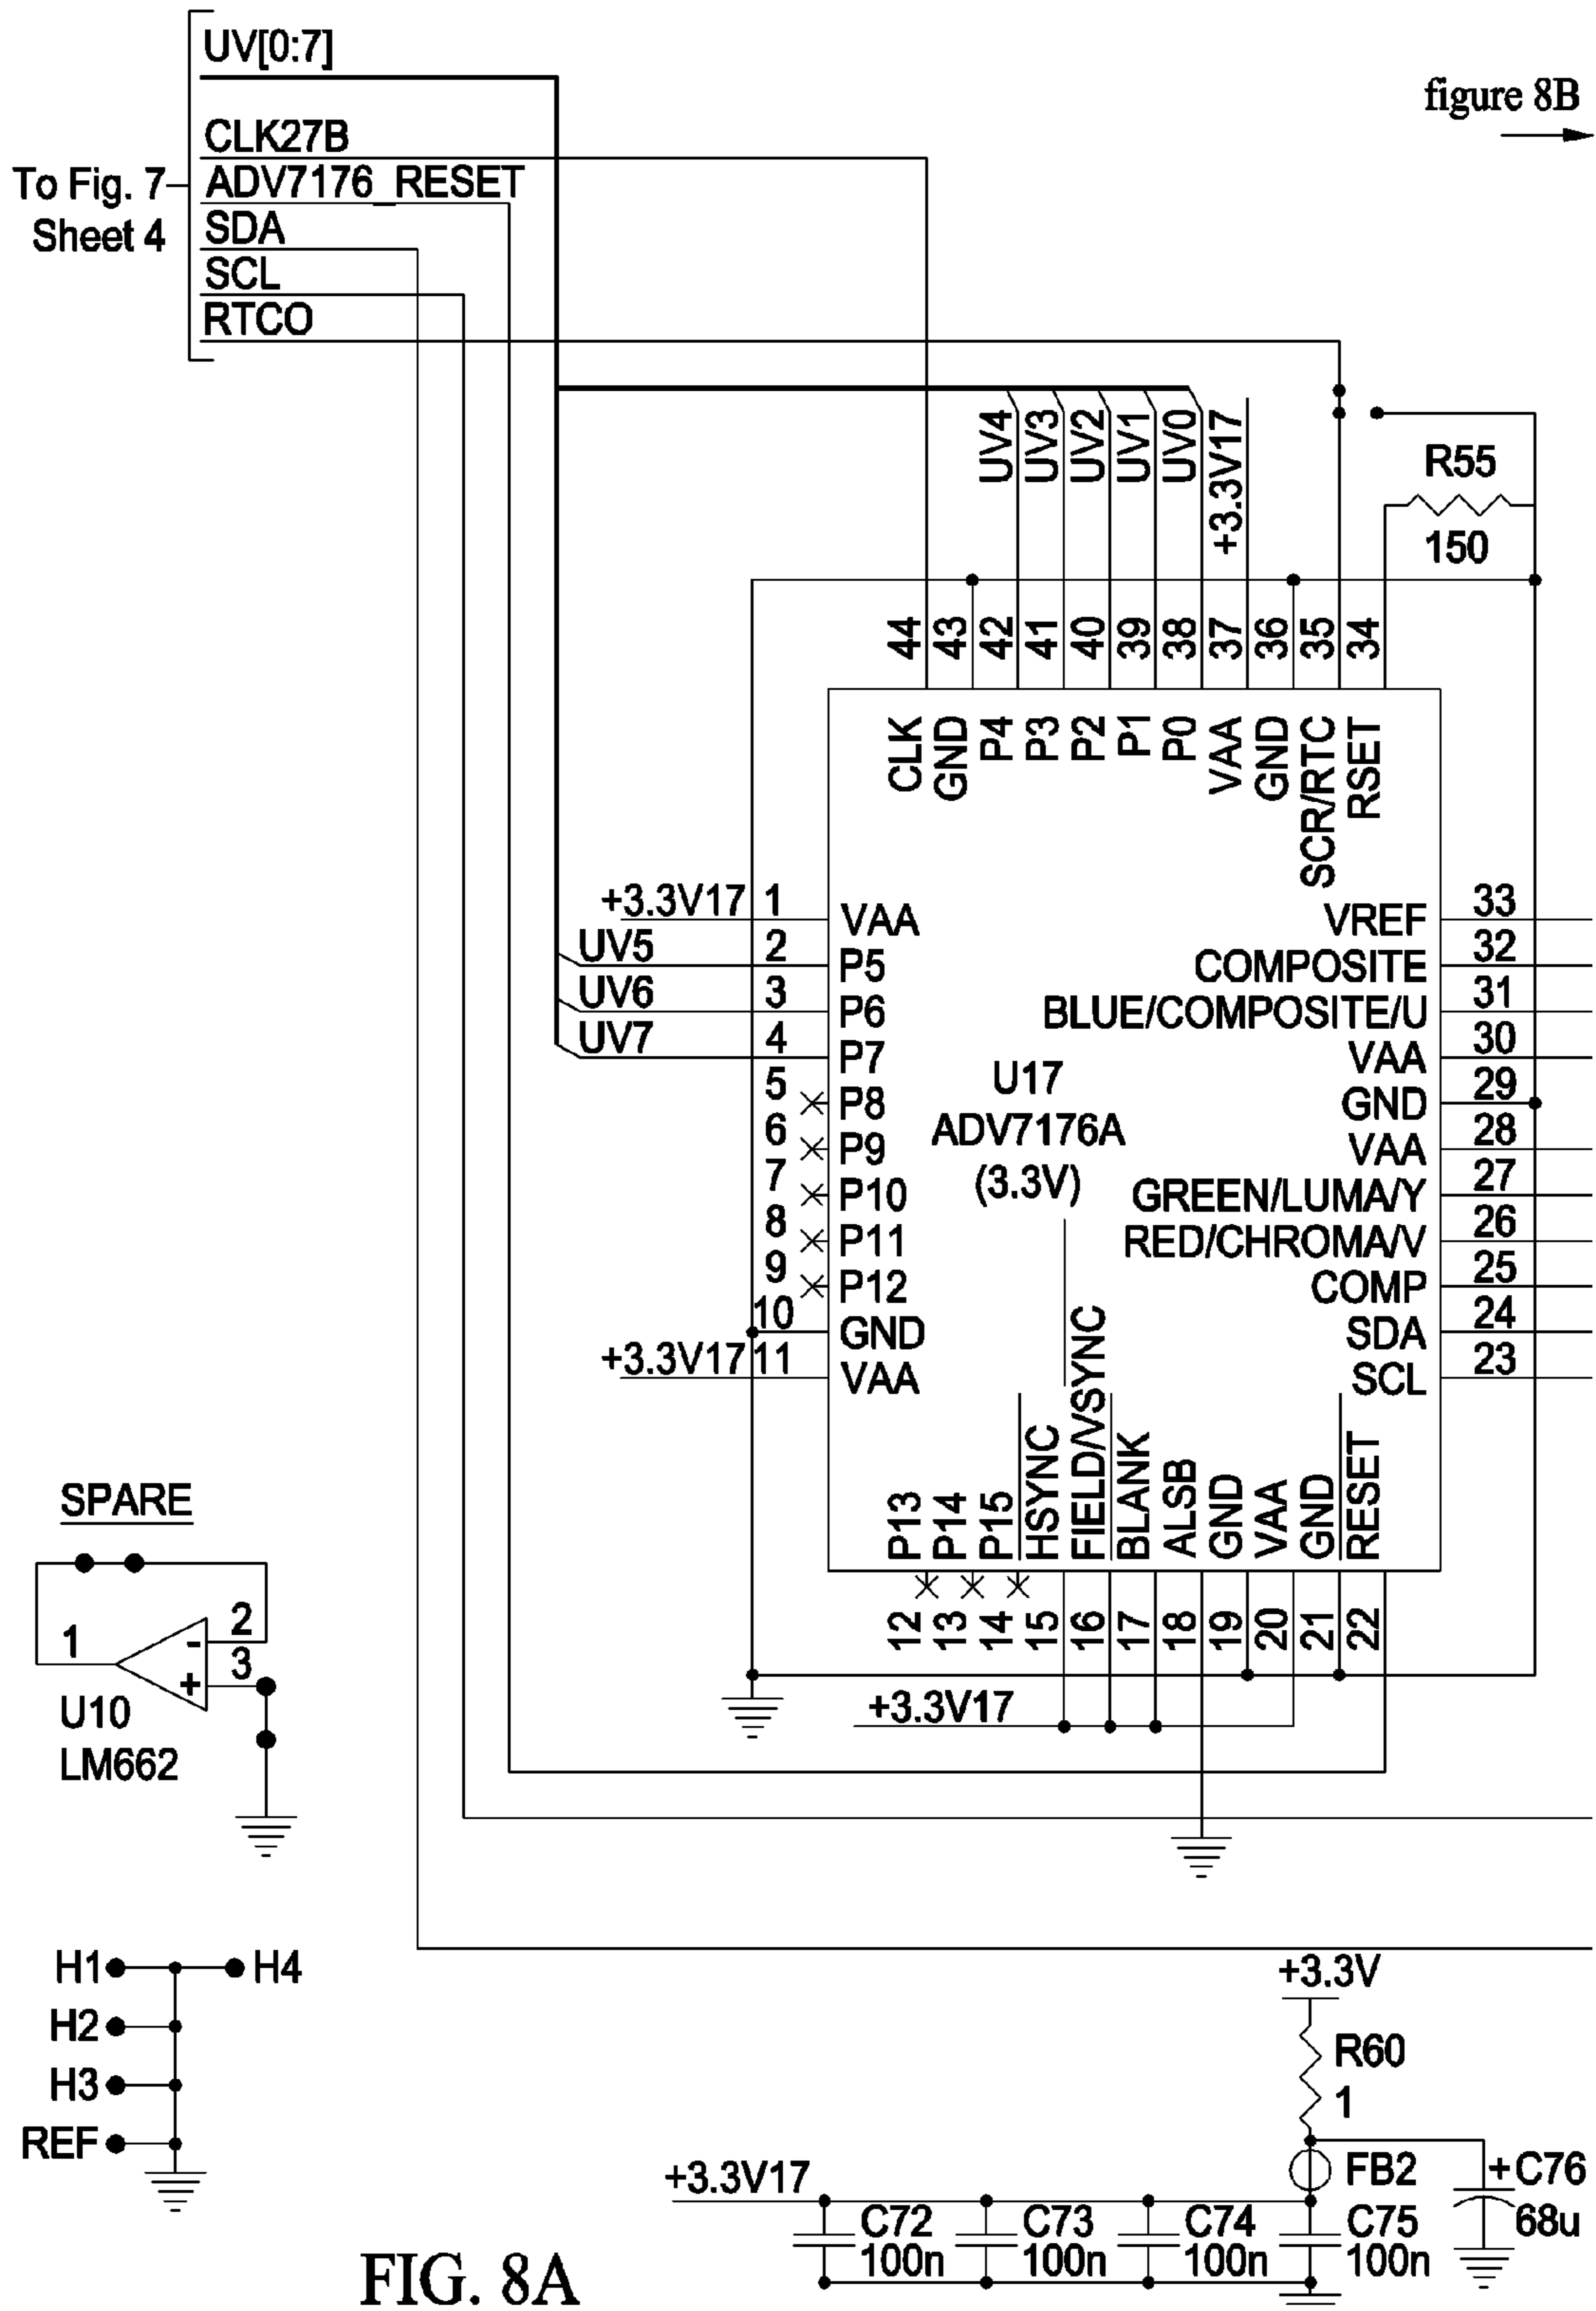 UV[0:7]
figure 8B
CLK27B
To Fig. 7
Sheet 4
ADV7176_RESET
SDA
SCL
RTCO
UV4
UV3
UV2
UV1
UV0
+3.3V17
R55
150
44
43
42
41
40
39
38
37
36
35
34
CLK
GND
P4
P3
P2
P1
P0
VAA
GND
SCR/RTC
RSET
+3.3V17 1 VAA
UV5 2 P5
UV6 3 P6
UV7 4 P7
5 P8
6 P9
7 P10
8 P11
9 P12
10 GND
+3.3V17 11 VAA
VREF 33
COMPOSITE 32
BLUE/COMPOSITE/U 31
VAA 30
GND 29
VAA 28
GREEN/LUMA/Y 27
RED/CHROMA/V 26
COMP 25
SDA 24
SCL 23
U17
ADV7176A
(3.3V)
P13
P14
P15
HSYNC
FIELD/VSYNC
BLANK
ALSB
GND
VAA
GND
RESET
12
13
14
15
16
17
18
19
20
21
22
+3.3V17
SPARE
1
2
-
3
+
U10
LM662
H1
H4
H2
H3
REF
+3.3V
R60
1
FB2
+ C76
68u
+3.3V17
C72
100n
C73
100n
C74
100n
C75
100n
FIG. 8A